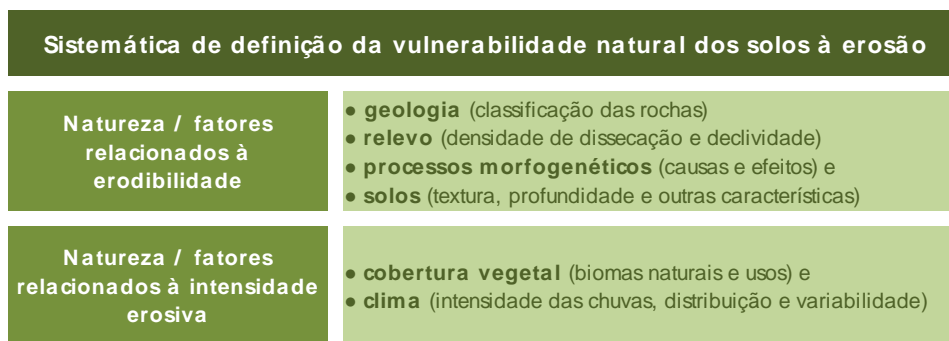 Sistemática de definição da vulnerabilidade natural dos solos à erosão
Natureza / fatores
relacionados à
erodibilidade
● geologia (classificação das rochas)
● relevo (densidade de dissecação e declividade)
● processos morfogenéticos (causas e efeitos) e
● solos (textura, profundidade e outras características)
Natureza / fatores
relacionados à intensidade
erosiva
● cobertura vegetal (biomas naturais e usos) e
● clima (intensidade das chuvas, distribuição e variabilidade)